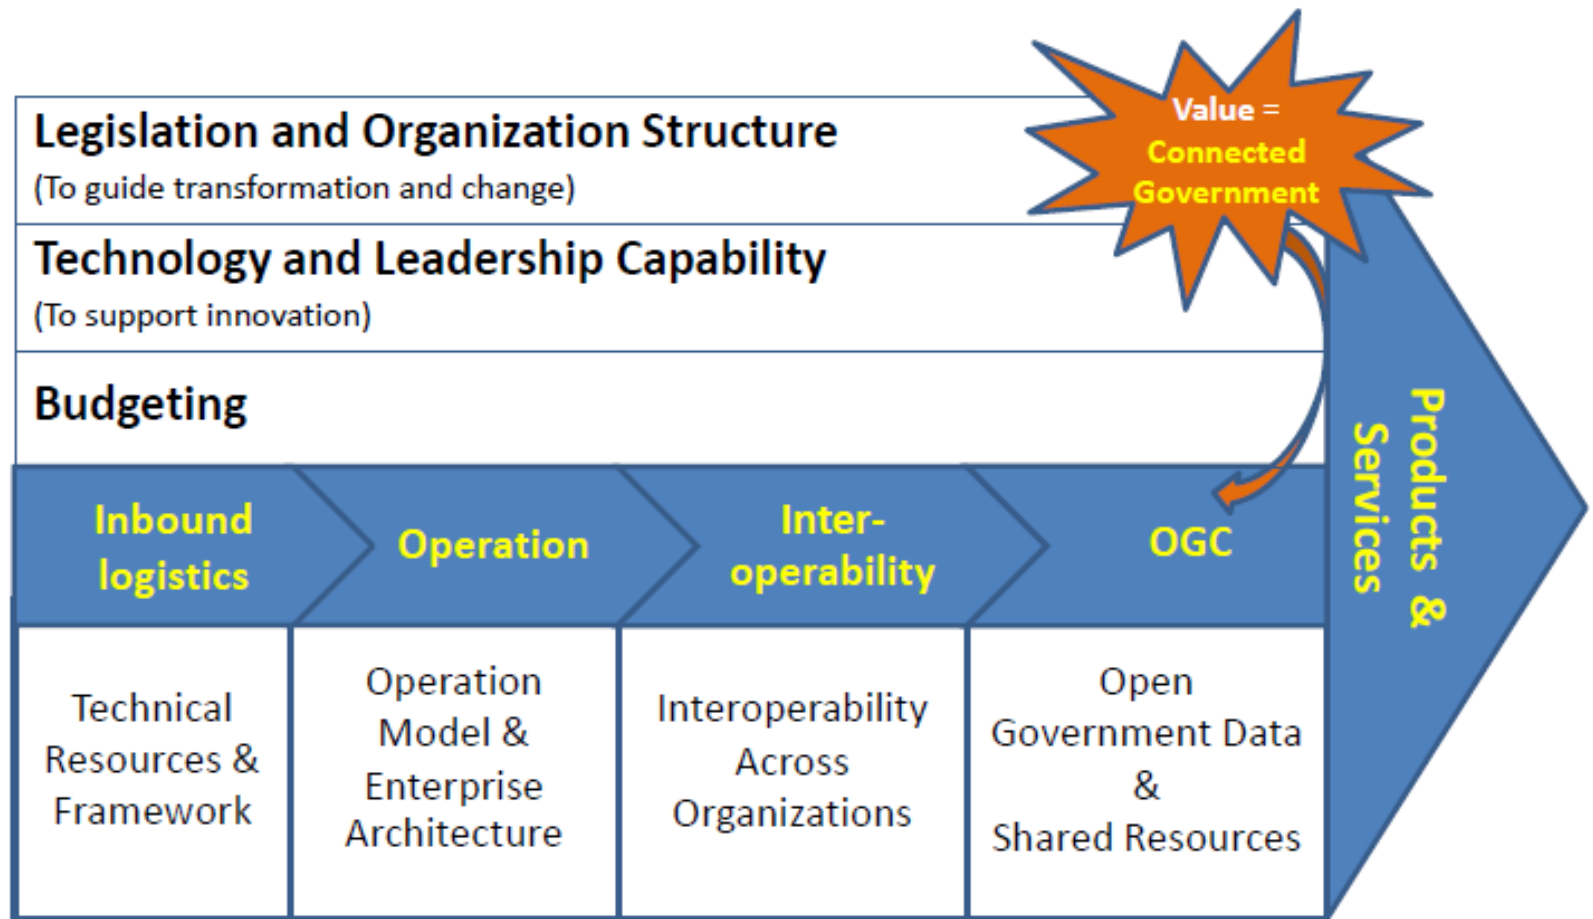 Value =
Connected
Government
Legislation and Organization Structure
(To guide transformation and change)
Technology and Leadership Capability
(To support innovation)
Budgeting
Inbound
logistics
Operation
Inter-
operability
OGC
Products &
Services
Technical
Resources &
Framework
Operation
Model &
Enterprise
Architecture
Interoperability
Across
Organizations
Open
Government Data
&
Shared Resources